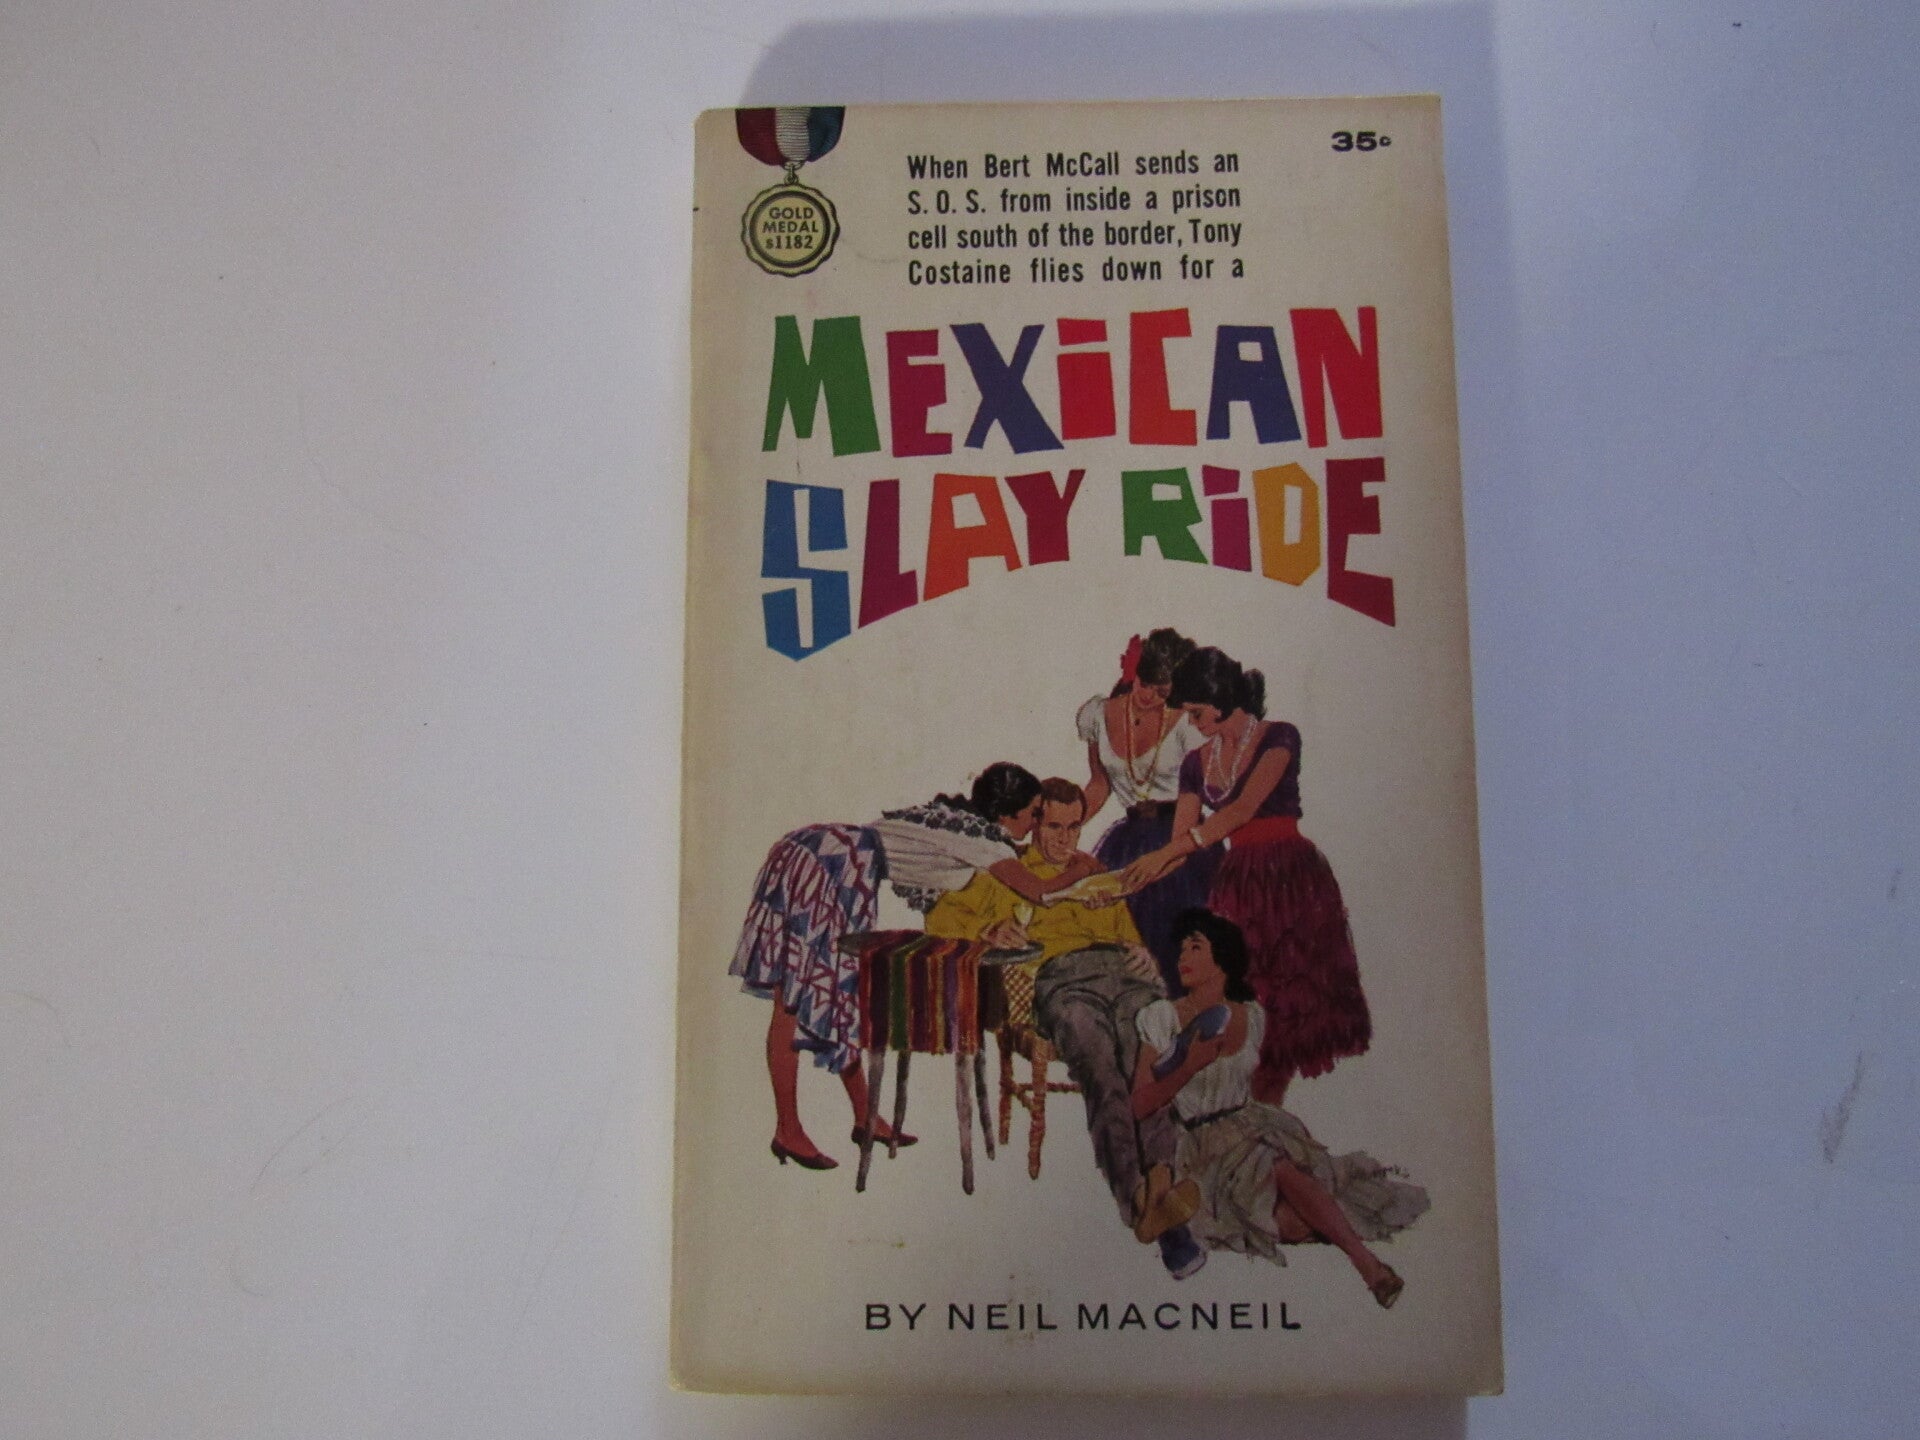 35c
GOLD
MEDAL
s1182
When Bert McCall sends an
S.O.S. from inside a prison
cell south of the border, Tony
Costaine flies down for a
MEXiCAN
SLAY RiDE
BY NEIL MACNEIL